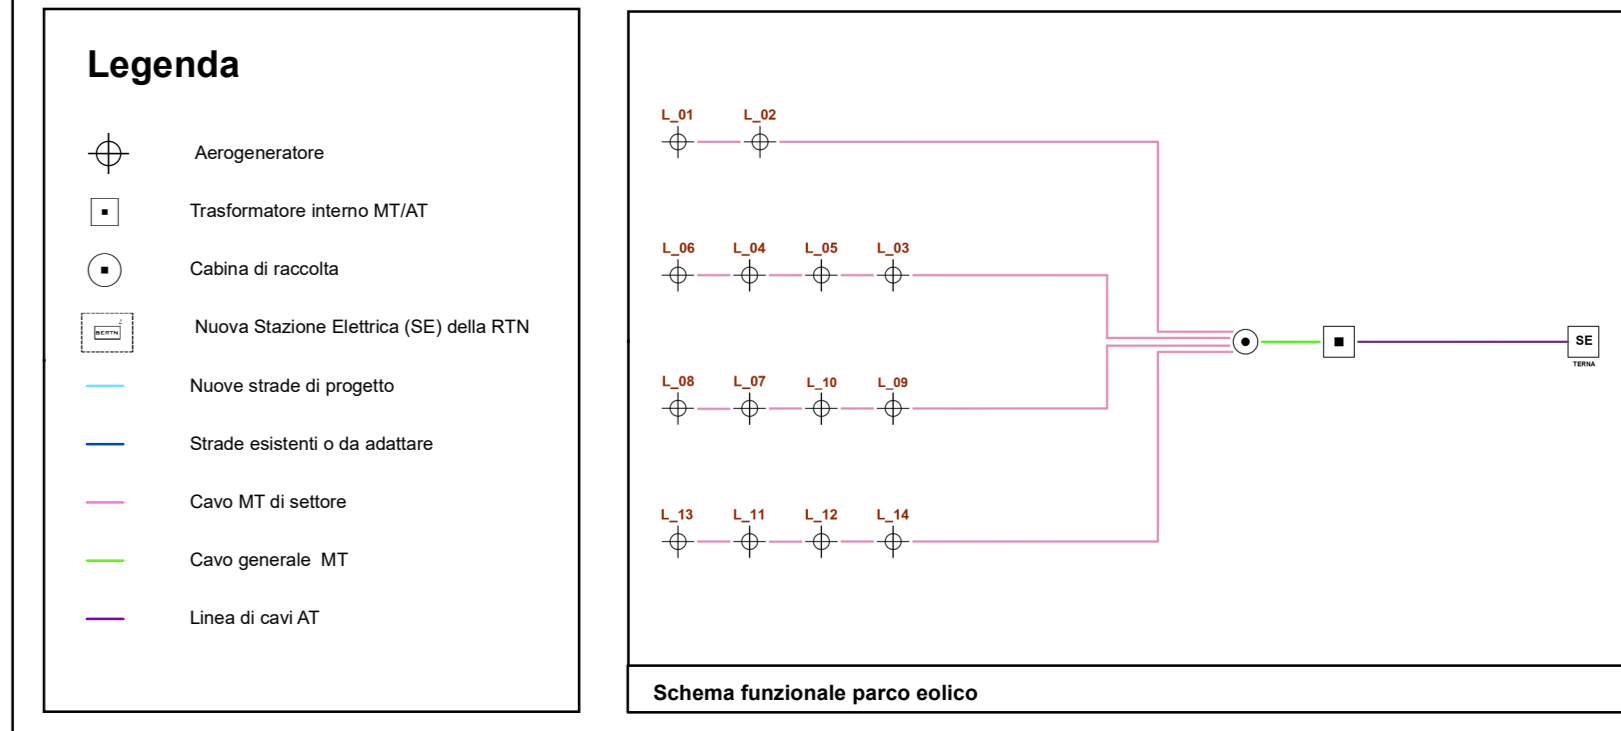 Legenda
Aerogeneratore
Trasformatore interno MT/AT
Cabina di raccolta
SERTN
Nuova Stazione Elettrica (SE) della RTN
Nuove strade di progetto
Strade esistenti o da adattare
Cavo MT di settore
Cavo generale MT
Linea di cavi AT
L_01 L_02
L_06 L_04 L_05 L_03
SE
TERNA
L_08 L_07 L_10 L_09
L_13 L_11 L_12 L_14
Schema funzionale parco eolico